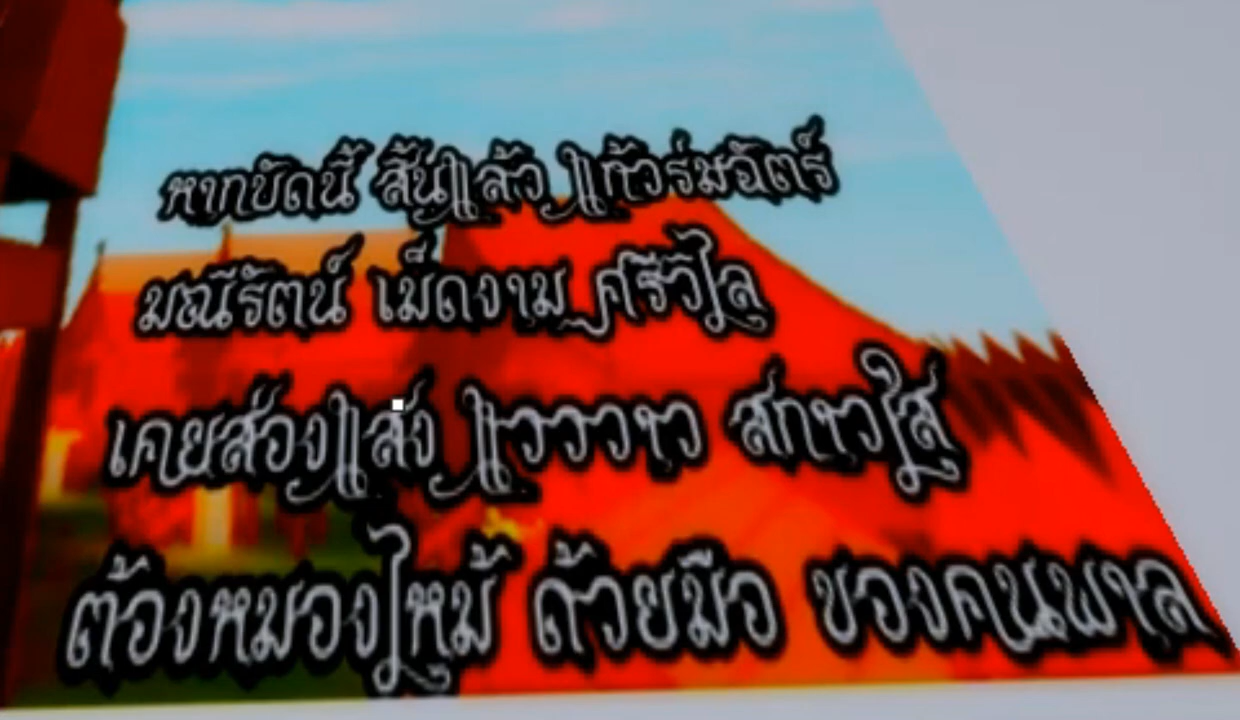 หากบัดนี้ สิ้นแล้ว แก้วร่มฉัตร์
มณีรัตน์ เม็ดงาม ศรีวิไล
เคยส่องแสง แวววาว สกาวใส
ต้องหมองไหม้ ด้วยมือ ของคนพาล